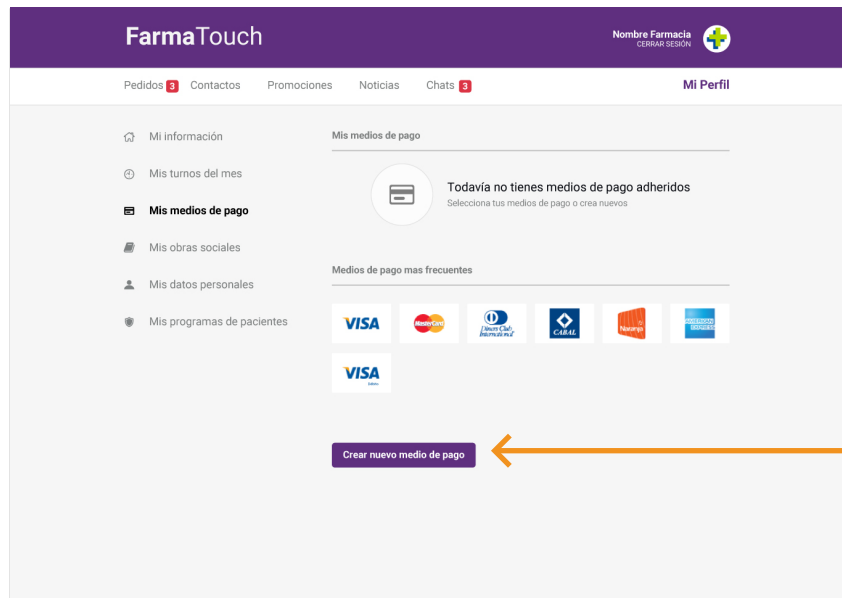 FarmaTouch
Nombre Farmacia
CERRAR SESIÓN
Pedidos 3 Contactos Promociones Noticias Chats 3 Mi Perfil
Mi información
Mis turnos del mes
Mis medios de pago
Mis obras sociales
Mis datos personales
Mis programas de pacientes
Mis medios de pago
Todavía no tienes medios de pago adheridos
Selecciona tus medios de pago o crea nuevos
Medios de pago mas frecuentes
VISA
MasterCard
Diners Club
International
CABAL
Naranja
AMERICAN
EXPRESS
VISA
Crear nuevo medio de pago